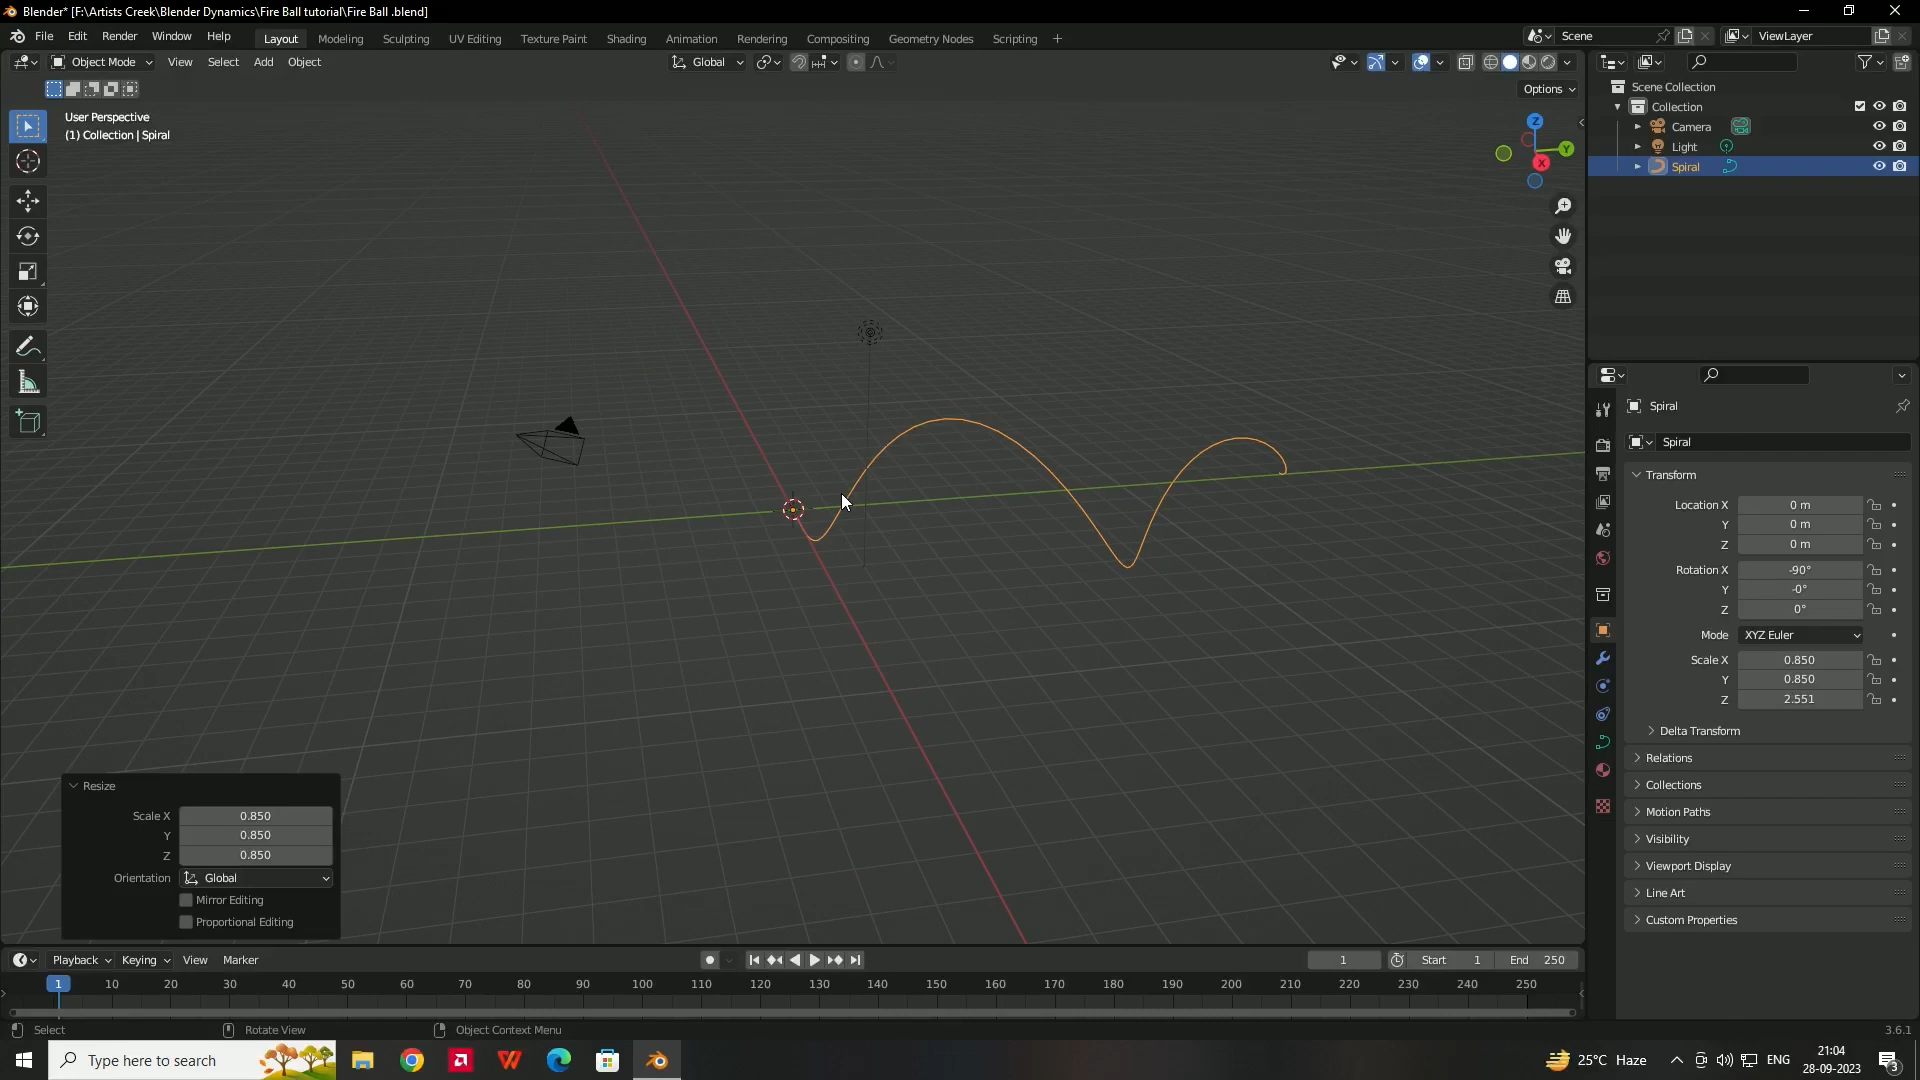 Blender* [F:\Artists Creek\Blender Dynamics\Fire Ball tutorial\Fire Ball .blend]
File Edit Render Window Help Layout Modeling Sculpting UV Editing Texture Paint Shading Animation Rendering Compositing Geometry Nodes Scripting + Scene ViewLayer
Object Mode View Select Add Object Global
Options
User Perspective
(1) Collection | Spiral
Z
Y
X
Scene Collection
Collection
Camera
Light
Spiral
Spiral
Spiral
Transform
Location X 0 m
Y 0 m
Z 0 m
Rotation X -90°
Y -0°
Z 0°
Mode XYZ Euler
Scale X 0.850
Y 0.850
Z 2.551
Delta Transform
Relations
Collections
Motion Paths
Visibility
Viewport Display
Line Art
Custom Properties
Resize
Scale X 0.850
Y 0.850
Z 0.850
Orientation Global
Mirror Editing
Proportional Editing
Playback Keying View Marker 1 Start 1 End 250
1 10 20 30 40 50 60 70 80 90 100 110 120 130 140 150 160 170 180 190 200 210 220 230 240 250
Select Rotate View Object Context Menu 3.6.1
Type here to search 25°C Haze ENG 21:04
28-09-2023 3